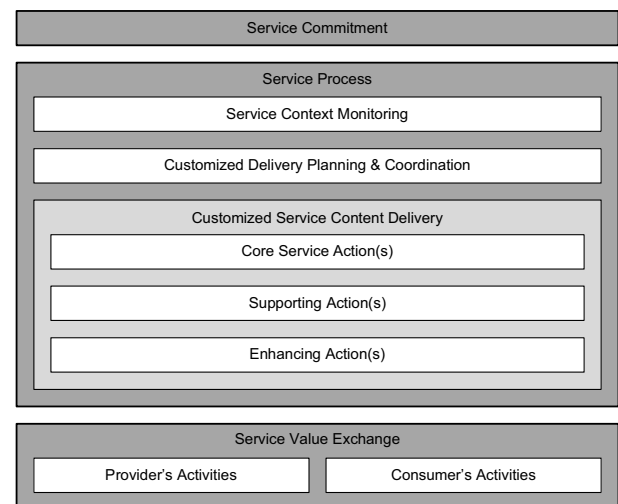 Service Commitment
Service Process
Service Context Monitoring
Customized Delivery Planning & Coordination
Customized Service Content Delivery
Core Service Action(s)
Supporting Action(s)
Enhancing Action(s)
Service Value Exchange
Provider’s Activities
Consumer’s Activities